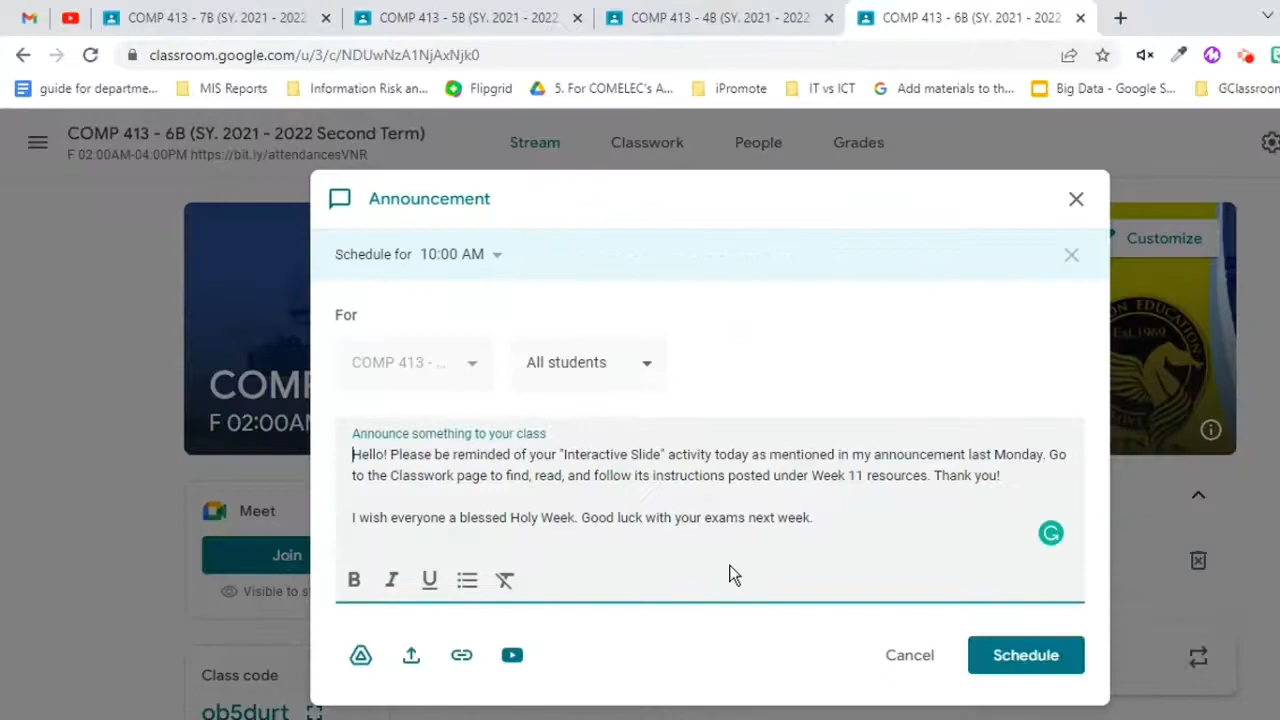 COMP 413 - 7B (SY. 2021 - 2022
COMP 413 - 5B (SY. 2021 - 2022
COMP 413 - 4B (SY. 2021 - 2022
COMP 413 - 6B (SY. 2021 - 2022
classroom.google.com/u/3/c/NDUwNzA1NjAxNjk0
guide for departme...
MIS Reports
Information Risk an...
Flipgrid
5. For COMELEC's A...
iPromote
IT vs ICT
Add materials to th...
Big Data - Google S...
GClassroom
COMP 413 - 6B (SY. 2021 - 2022 Second Term)
F 02:00AM-04:00PM https://bit.ly/attendancesVNR
Stream
Classwork
People
Grades
Announcement
Schedule for 10:00 AM
Customize
For
COMP 413 - ...
All students
Est.1969
COM
F 02:00A
Announce something to your class
Hello! Please be reminded of your "Interactive Slide" activity today as mentioned in my announcement last Monday. Go
to the Classwork page to find, read, and follow its instructions posted under Week 11 resources. Thank you!
I wish everyone a blessed Holy Week. Good luck with your exams next week.
Meet
Join
Visible to s
B I U
Cancel
Schedule
Class code
ob5durt